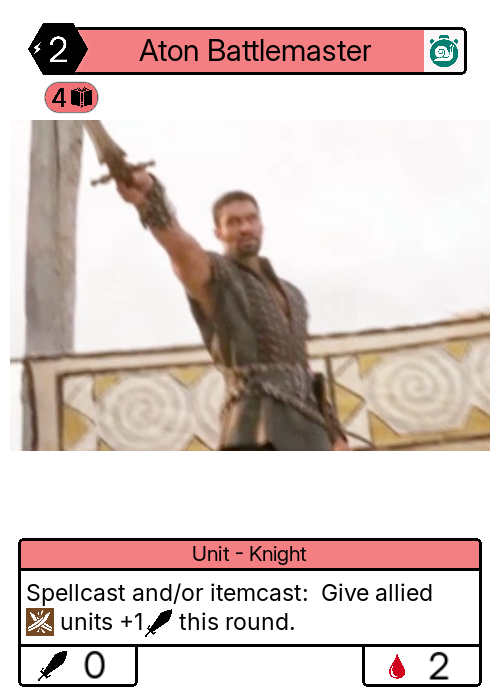 2 Aton Battlemaster
4
Unit - Knight
Spellcast and/or itemcast:  Give allied
units +1 this round.
0 2